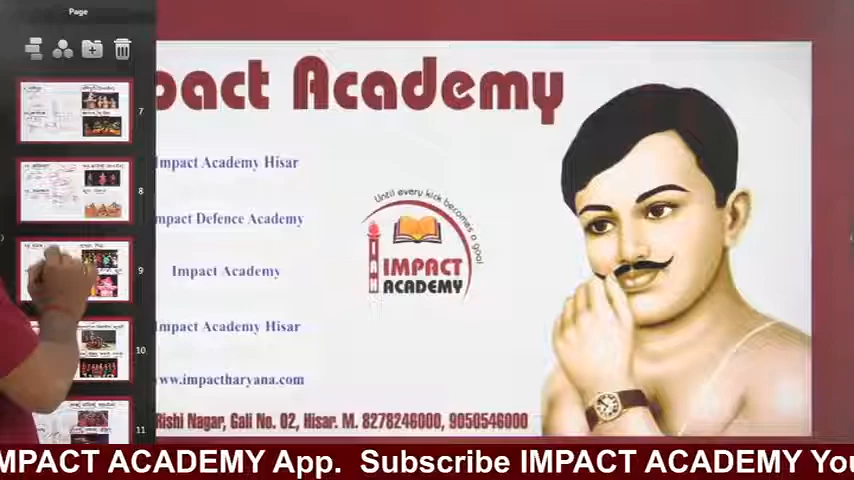 Page
pact Academy
7
Impact Academy Hisar
Until every kick becomes a goal
8
mpact Defence Academy
IAH
IMPACT
ACADEMY
9
Impact Academy
Impact Academy Hisar
10
www.impactharyana.com
Rishi Nagar, Gali No. 02, Hisar. M. 8278246000, 9050546000
11
MPACT ACADEMY App. Subscribe IMPACT ACADEMY You